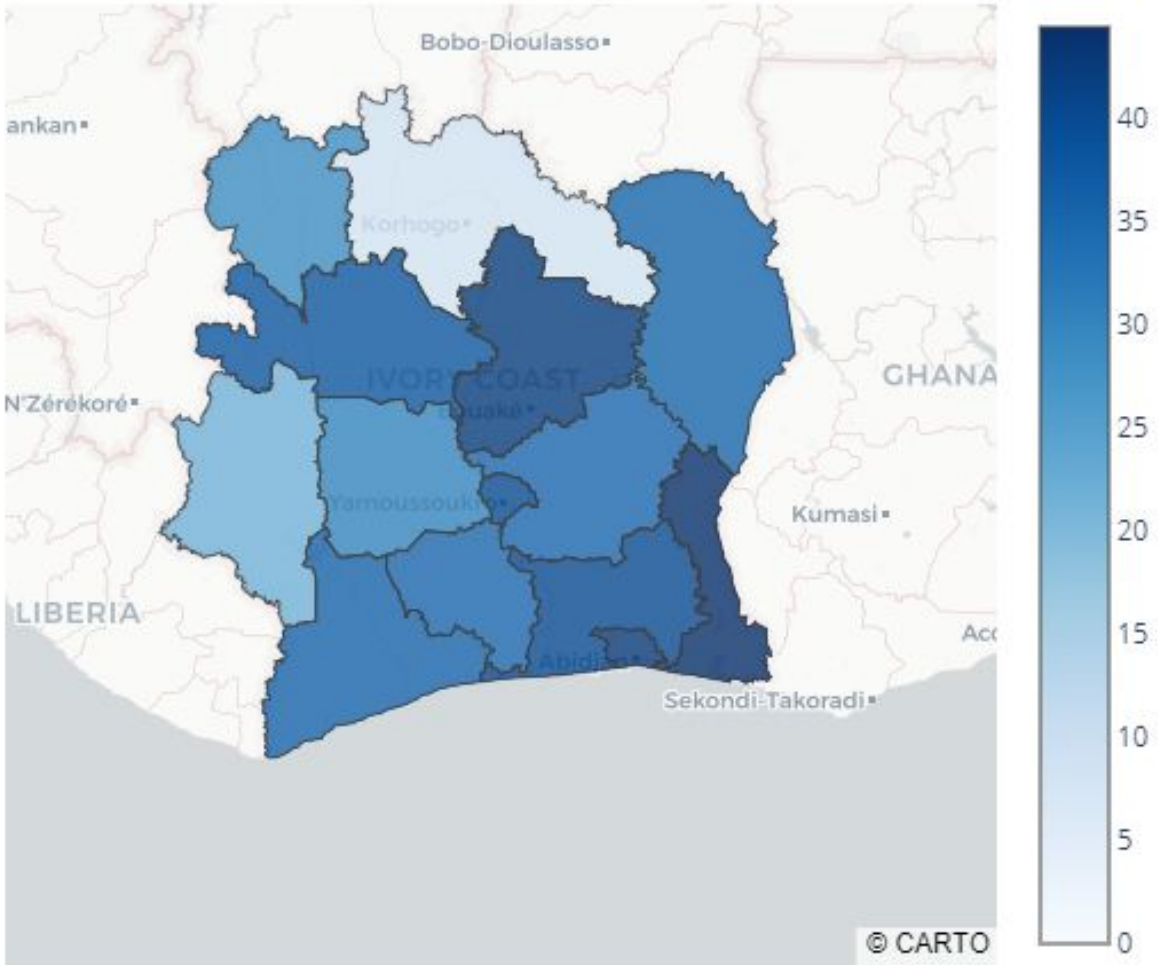 Bobo-Dioulasso
ankan
Korhogo
IVORY COAST
Bouaké
GHANA
N'Zérékoré
Yamoussoukro
Kumasi
LIBERIA
Abidjan
Acc
Sekondi-Takoradi
© CARTO
40
35
30
25
20
15
10
5
0